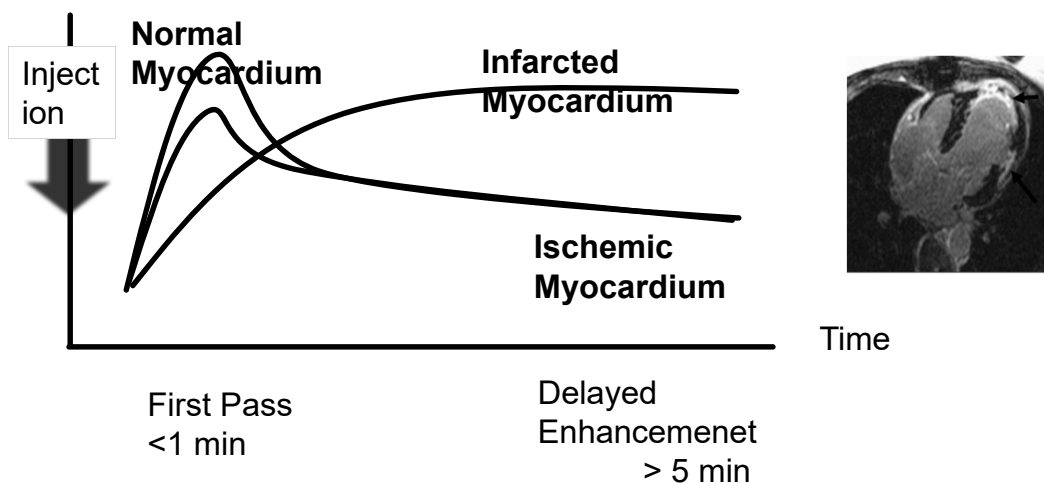 Normal
Myocardium
Inject
ion
Infarcted
Myocardium
Ischemic
Myocardium
Time
First Pass
<1 min
Delayed
Enhancemenet
> 5 min